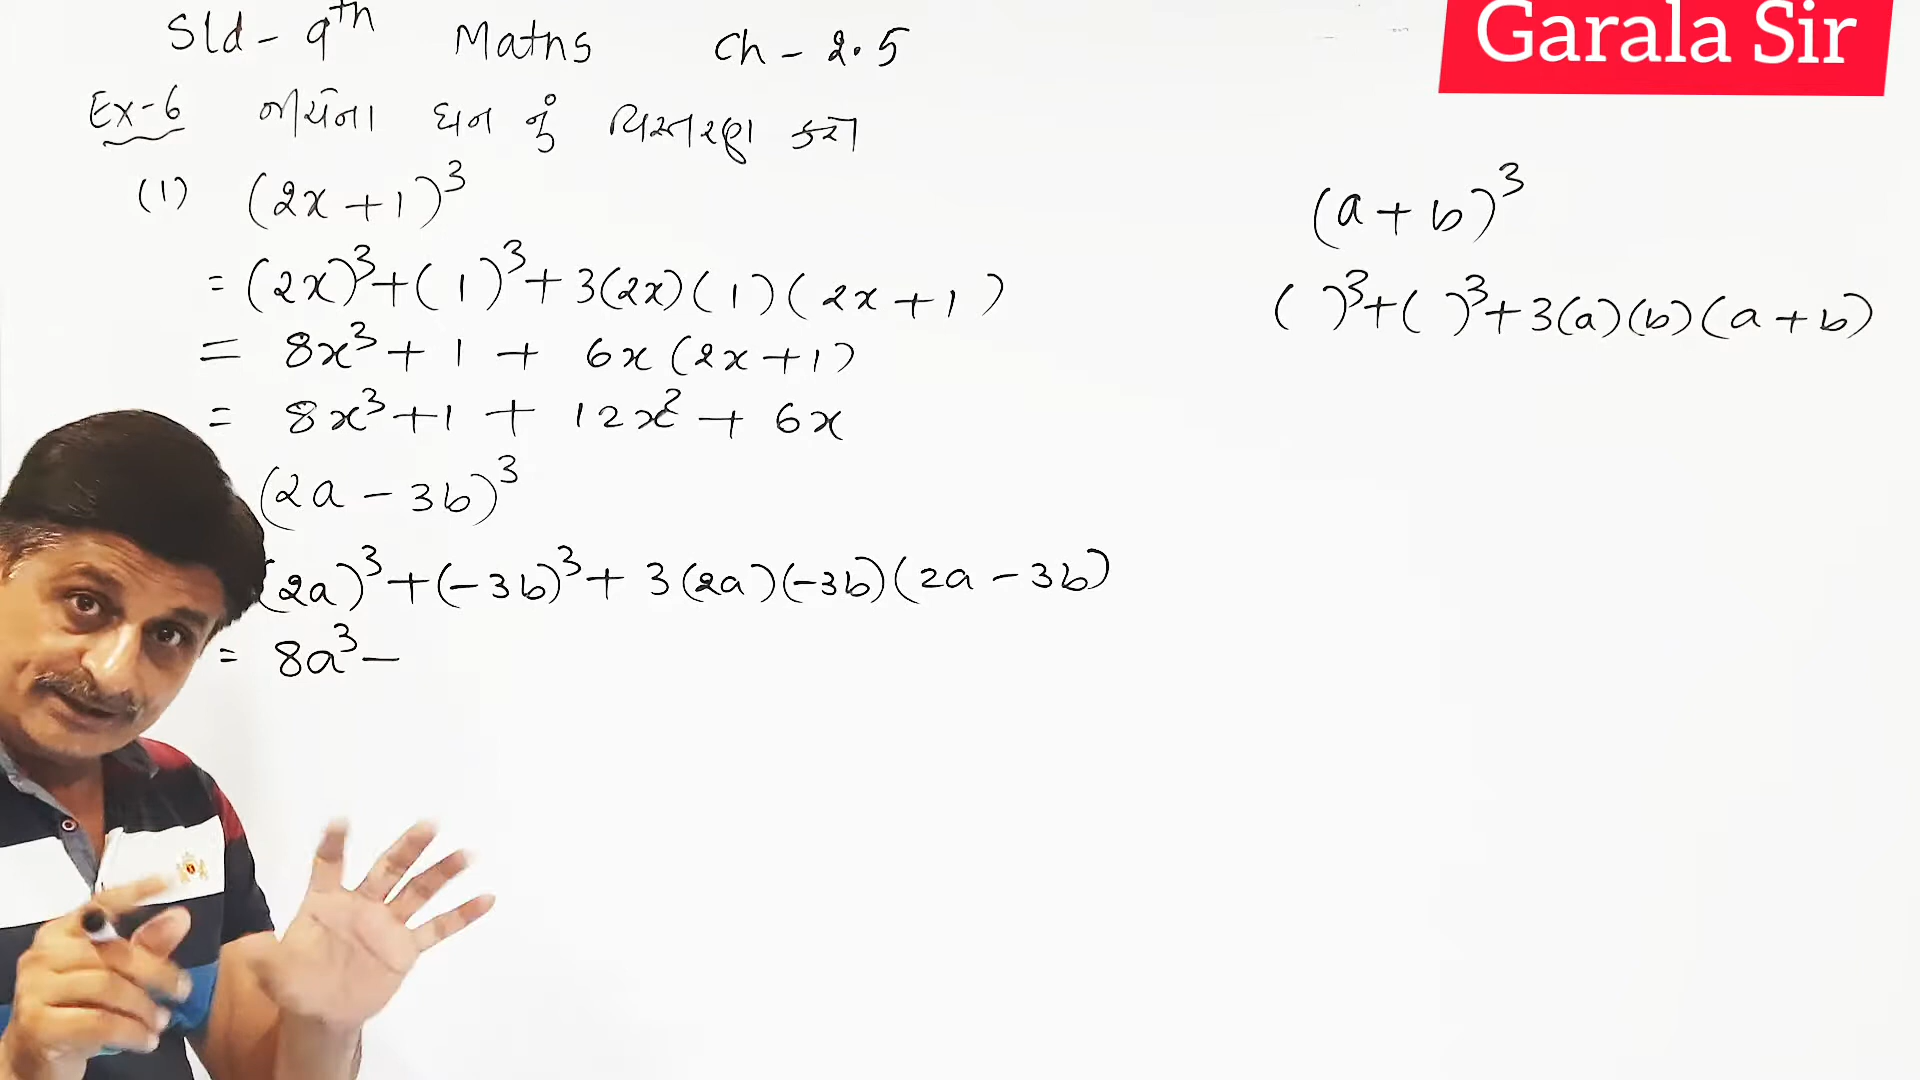 Garala Sir
Std - 9th Maths Ch - 2.5
Ex-6 નીચેના ઘન નું વિસ્તરણ કરો
(1) (2x + 1)³
= (2x)³ + (1)³ + 3(2x)(1)(2x + 1)
= 8x³ + 1 + 6x(2x + 1)
= 8x³ + 1 + 12x² + 6x
(2a - 3b)³
(2a)³ + (-3b)³ + 3(2a)(-3b)(2a - 3b)
= 8a³ -
(a + b)³
( )³ + ( )³ + 3(a)(b)(a + b)